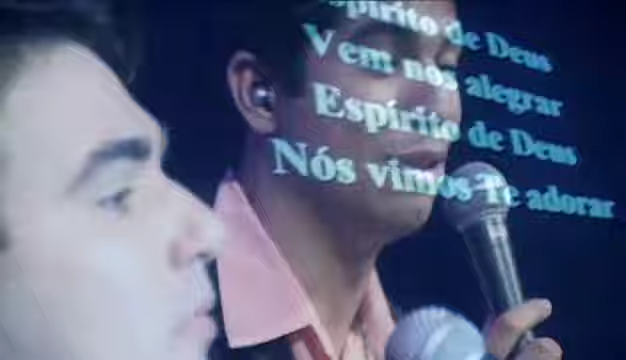 Espírito de Deus
Vem nos alegrar
Espírito de Deus
Nós vimos Te adorar